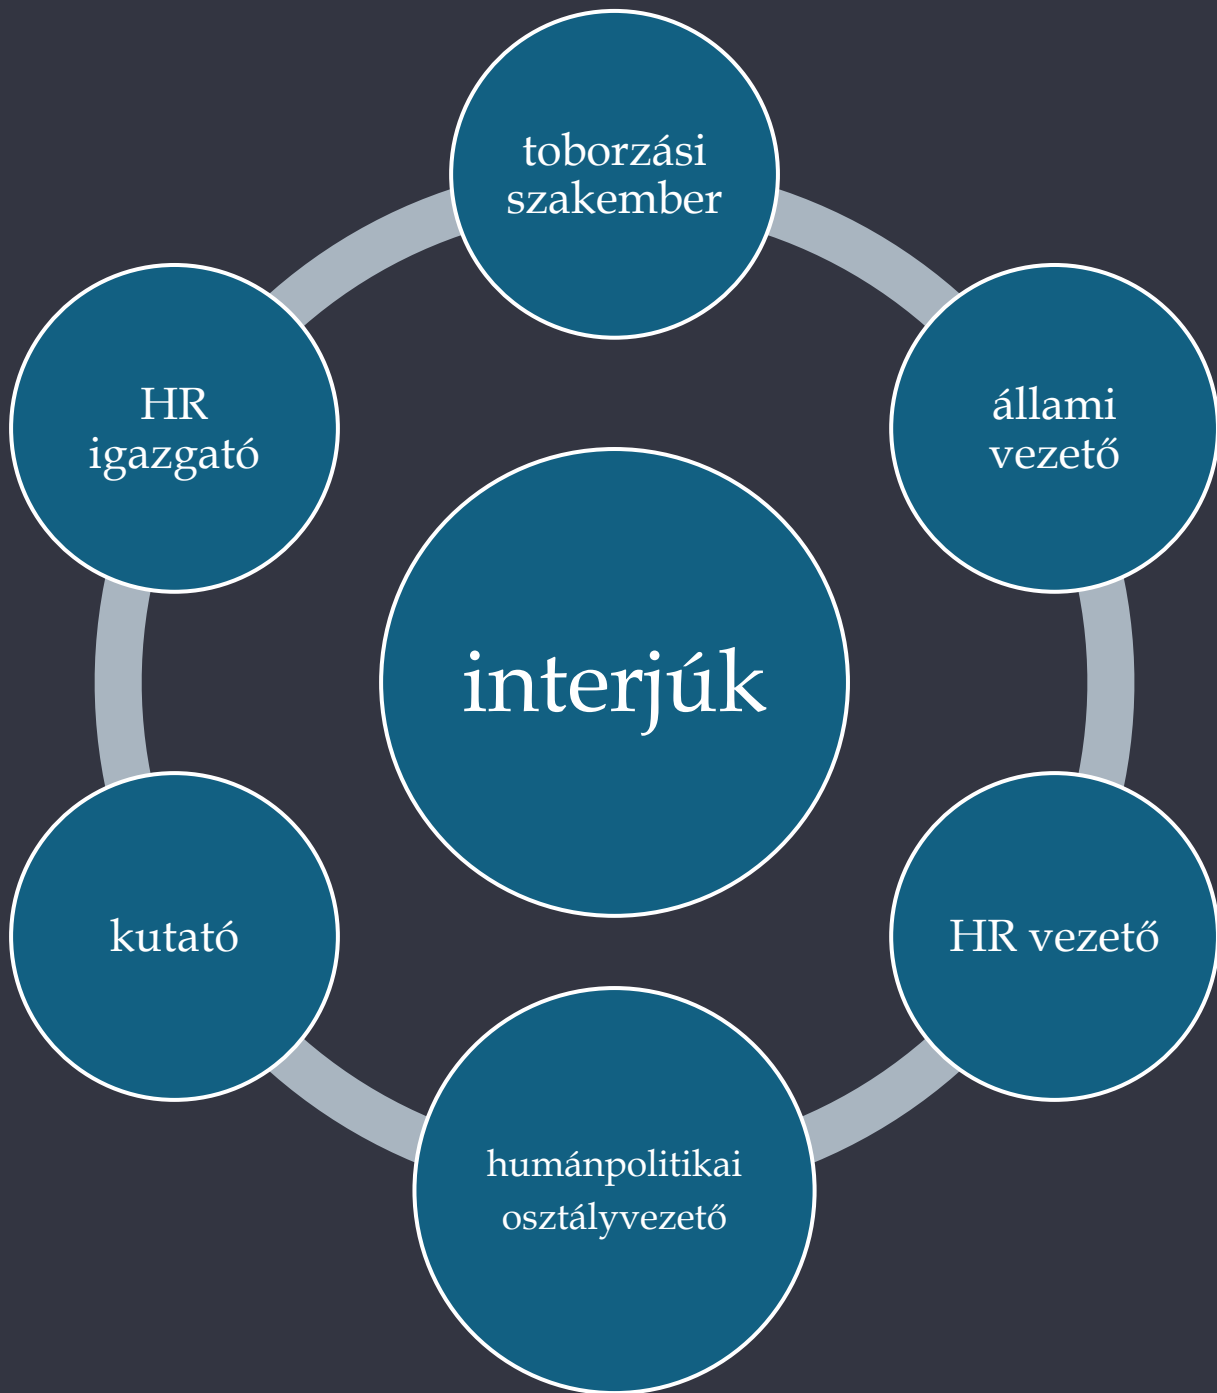 toborzási
szakember
HR
igazgató
állami
vezető
interjúk
kutató
HR vezető
humánpolitikai
osztályvezető